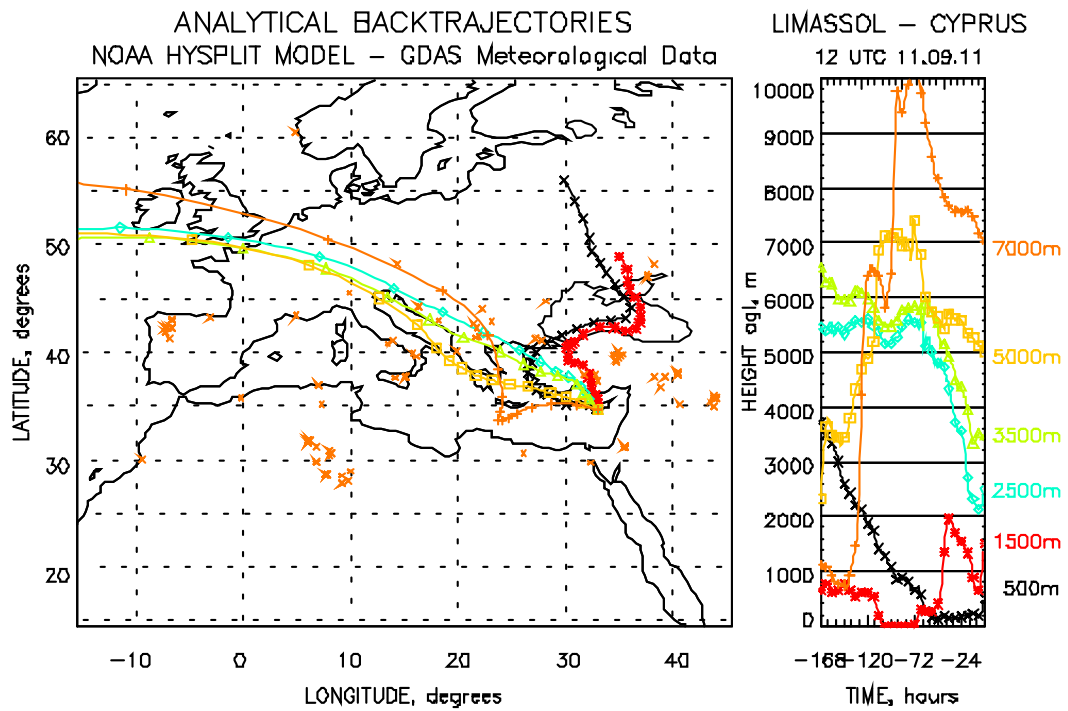 ANALYTICAL BACKTRAJECTORIES
NOAA HYSPLIT MODEL – GDAS Meteorological Data
LIMASSOL – CYPRUS
12 UTC 11.09.11
60
50
40
30
20
LATITUDE, degrees
-10 0 10 20 30 40
LONGITUDE, degrees
10000
9000
8000
7000
6000
5000
4000
3000
2000
1000
0
HEIGHT agl, m
7000m
5000m
3500m
2500m
1500m
500m
-168 -120 -72 -24
TIME, hours